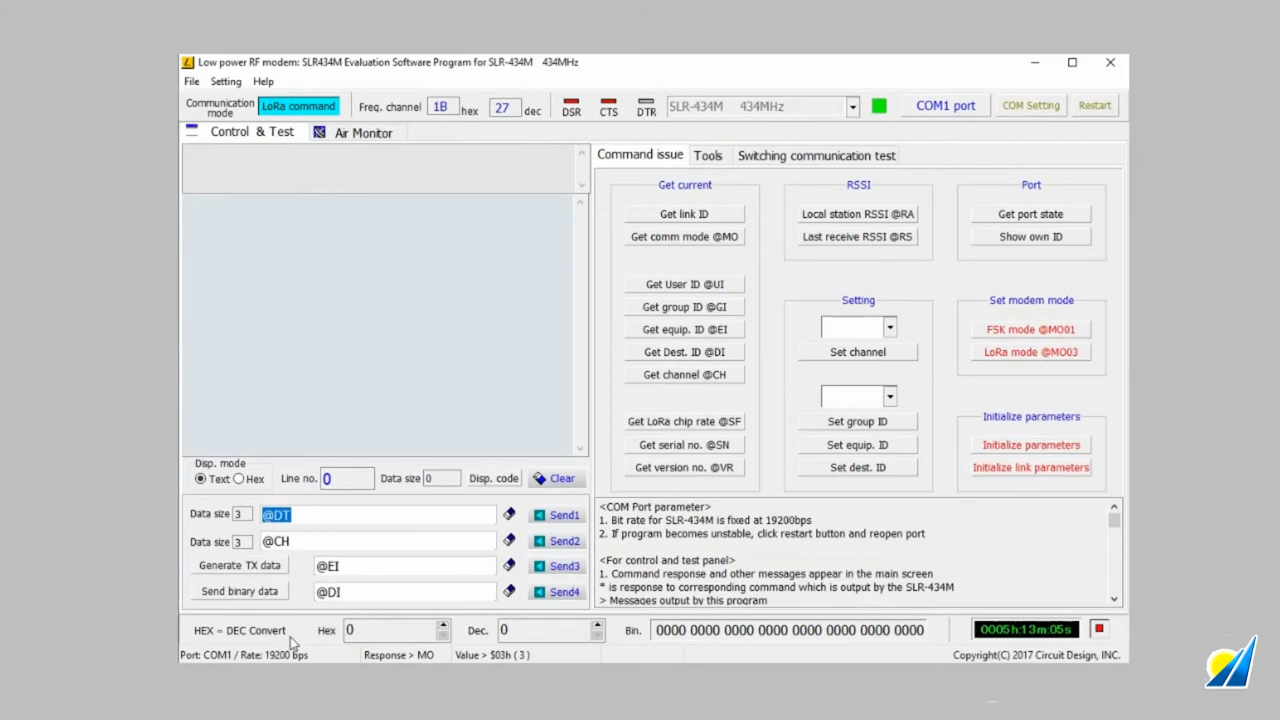 Low power RF modem: SLR434M Evaluation Software Program for SLR-434M 434MHz
File Setting Help
Communication mode LoRa command Freq. channel 1B hex 27 dec DSR CTS DTR SLR-434M 434MHz COM1 port COM Setting Restart
Control & Test Air Monitor
Command issue Tools Switching communication test
Get current RSSI Port
Get link ID Local station RSSI @RA Get port state
Get comm mode @MO Last receive RSSI @RS Show own ID
Get User ID @UI
Get group ID @GI Setting Set modem mode
Get equip. ID @EI FSK mode @MO01
Get Dest. ID @DI Set channel LoRa mode @MO03
Get channel @CH
Get LoRa chip rate @SF Set group ID Initialize parameters
Get serial no. @SN Set equip. ID Initialize parameters
Get version no. @VR Set dest. ID Initialize link parameters
Disp. mode
Text Hex Line no. 0 Data size 0 Disp. code Clear
Data size 3 @DT Send1
Data size 3 @CH Send2
Generate TX data @EI Send3
Send binary data @DI Send4
<COM Port parameter>
1. Bit rate for SLR-434M is fixed at 19200bps
2. If program becomes unstable, click restart button and reopen port
<For control and test panel>
1. Command response and other messages appear in the main screen
* is response to corresponding command which is output by the SLR-434M
> Messages output by this program
HEX = DEC Convert Hex 0 Dec. 0 Bin. 0000 0000 0000 0000 0000 0000 0000 0000 0005h:13m:05s
Port: COM1 / Rate: 19200 bps Response > MO Value > $03h ( 3 ) Copyright(C) 2017 Circuit Design, INC.